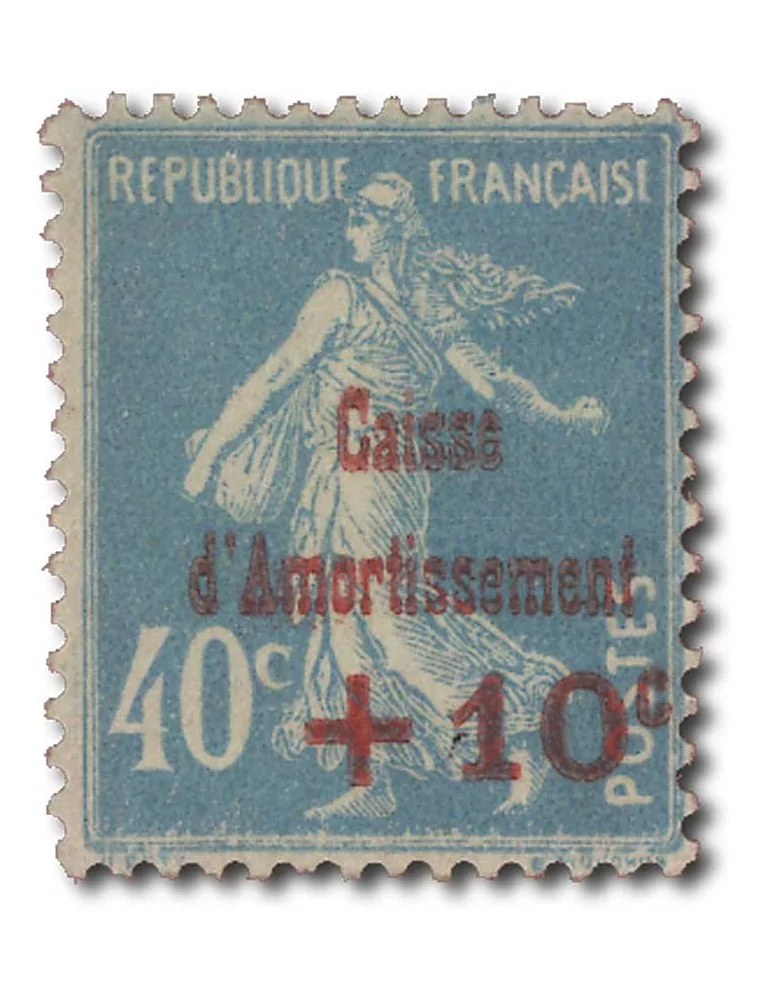 REPUBLIQUE FRANÇAISE
Caisse
d'Amortissement
40c
+10c
POSTES